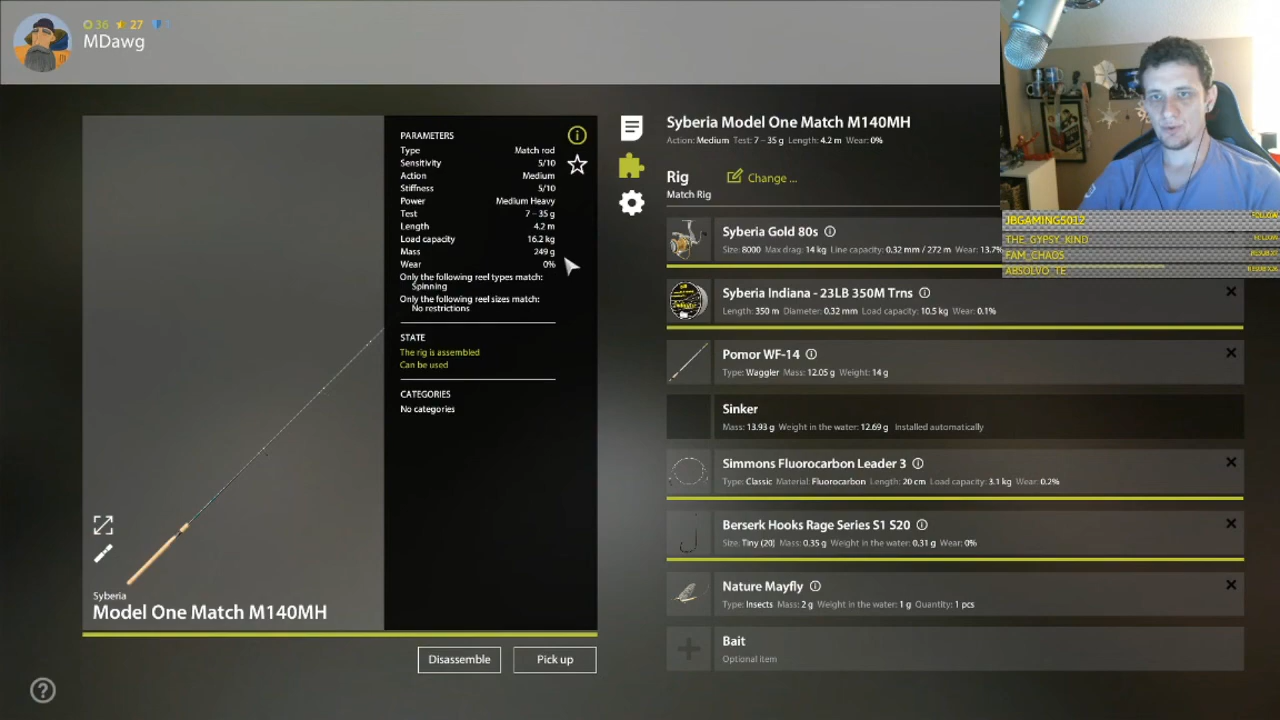 36 27
MDawg
PARAMETERS
Type Match rod
Sensitivity 5/10
Action Medium
Stiffness 5/10
Power Medium Heavy
Test 7 – 35 g
Length 4.2 m
Load capacity 16.2 kg
Mass 249 g
Wear 0%
Only the following reel types match:
Spinning
Only the following reel sizes match:
No restrictions
STATE
The rig is assembled
Can be used
CATEGORIES
No categories
Syberia
Model One Match M140MH
Disassemble
Pick up
Syberia Model One Match M140MH
Action: Medium Test: 7 – 35 g Length: 4.2 m Wear: 0%
Rig
Match Rig
Change ...
Syberia Gold 80s
Size: 8000 Max drag: 14 kg Line capacity: 0.32 mm / 272 m Wear: 13.7%
Syberia Indiana - 23LB 350M Trns
Length: 350 m Diameter: 0.32 mm Load capacity: 10.5 kg Wear: 0.1%
Pomor WF-14
Type: Waggler Mass: 12.05 g Weight: 14 g
Sinker
Mass: 13.93 g Weight in the water: 12.69 g Installed automatically
Simmons Fluorocarbon Leader 3
Type: Classic Material: Fluorocarbon Length: 20 cm Load capacity: 3.1 kg Wear: 0.2%
Berserk Hooks Rage Series S1 S20
Size: Tiny (20) Mass: 0.35 g Weight in the water: 0.31 g Wear: 0%
Nature Mayfly
Type: Insects Mass: 2 g Weight in the water: 1 g Quantity: 1 pcs
Bait
Optional item
JBGAMING5012
THE_GYPSY_KIND
FAM_CHAOS
ABSOLVO_TE